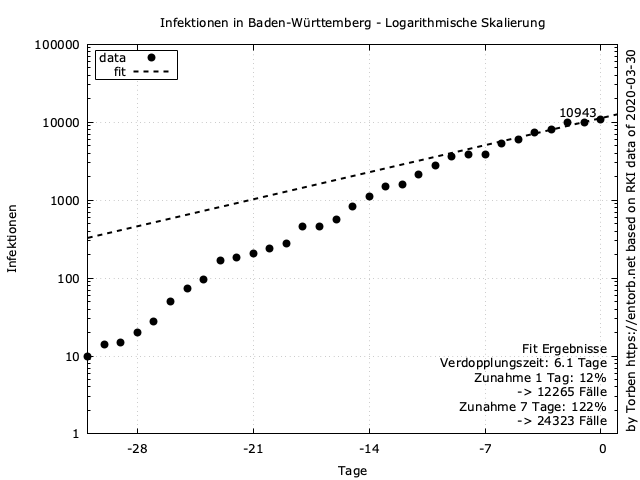 Infektionen in Baden-Württemberg - Logarithmische Skalierung
100000
10000
1000
100
10
1
Infektionen
data
fit
10943
Fit Ergebnisse
Verdopplungszeit: 6.1 Tage
Zunahme 1 Tag: 12%
-> 12265 Fälle
Zunahme 7 Tage: 122%
-> 24323 Fälle
-28 -21 -14 -7 0
Tage
by Torben https://entorb.net based on RKI data of 2020-03-30